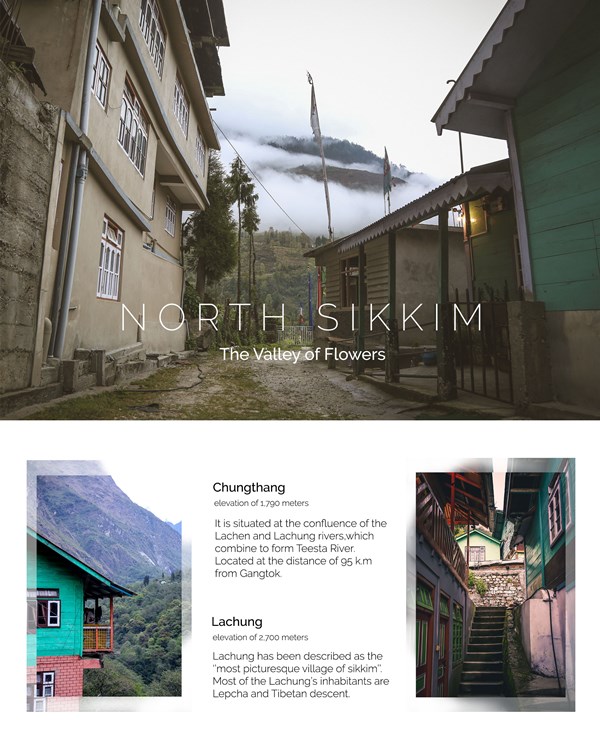 NORTH SIKKIM
The Valley of Flowers
Chungthang
elevation of 1,790 meters
It is situated at the confluence of the
Lachen and Lachung rivers,which
combine to form Teesta River.
Located at the distance of 95 k.m
from Gangtok.
Lachung
elevation of 2,700 meters
Lachung has been described as the
"most picturesque village of sikkim".
Most of the Lachung's inhabitants are
Lepcha and Tibetan descent.